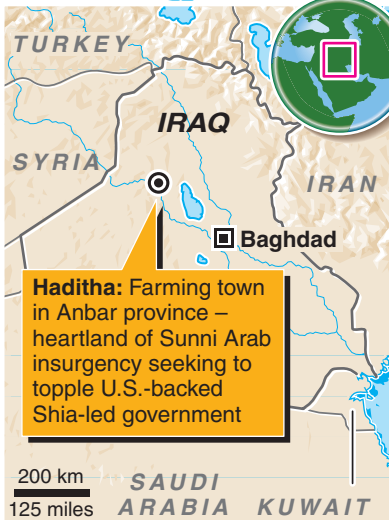 TURKEY
IRAQ
SYRIA
IRAN
Baghdad
Haditha: Farming town
in Anbar province –
heartland of Sunni Arab
insurgency seeking to
topple U.S.-backed
Shia-led government
200 km
125 miles
SAUDI
ARABIA
KUWAIT